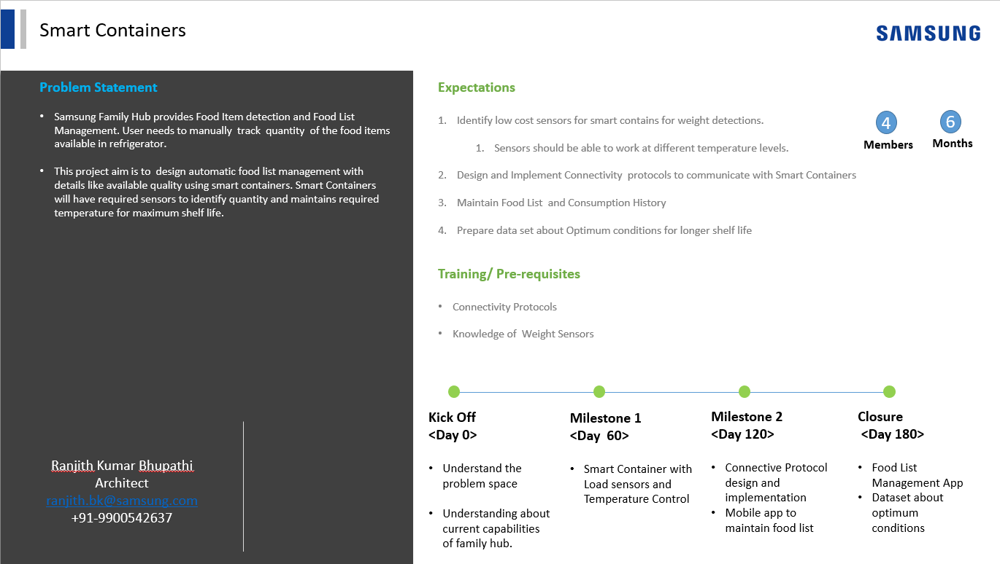 Smart Containers
SAMSUNG
Problem Statement
• Samsung Family Hub provides Food Item detection and Food List
Management. User needs to manually track quantity of the food items
available in refrigerator.
• This project aim is to design automatic food list management with
details like available quality using smart containers. Smart Containers
will have required sensors to identify quantity and maintains required
temperature for maximum shelf life.
Ranjith Kumar Bhupathi
Architect
ranjith.bk@samsung.com
+91-9900542637
Expectations
1. Identify low cost sensors for smart contains for weight detections.
1. Sensors should be able to work at different temperature levels.
2. Design and Implement Connectivity protocols to communicate with Smart Containers
3. Maintain Food List and Consumption History
4. Prepare data set about Optimum conditions for longer shelf life
4
Members
6
Months
Training/ Pre-requisites
• Connectivity Protocols
• Knowledge of Weight Sensors
Kick Off
<Day 0>
• Understand the
problem space
• Understanding about
current capabilities
of family hub.
Milestone 1
<Day 60>
• Smart Container with
Load sensors and
Temperature Control
Milestone 2
<Day 120>
• Connective Protocol
design and
implementation
• Mobile app to
maintain food list
Closure
<Day 180>
• Food List
Management App
• Dataset about
optimum
conditions